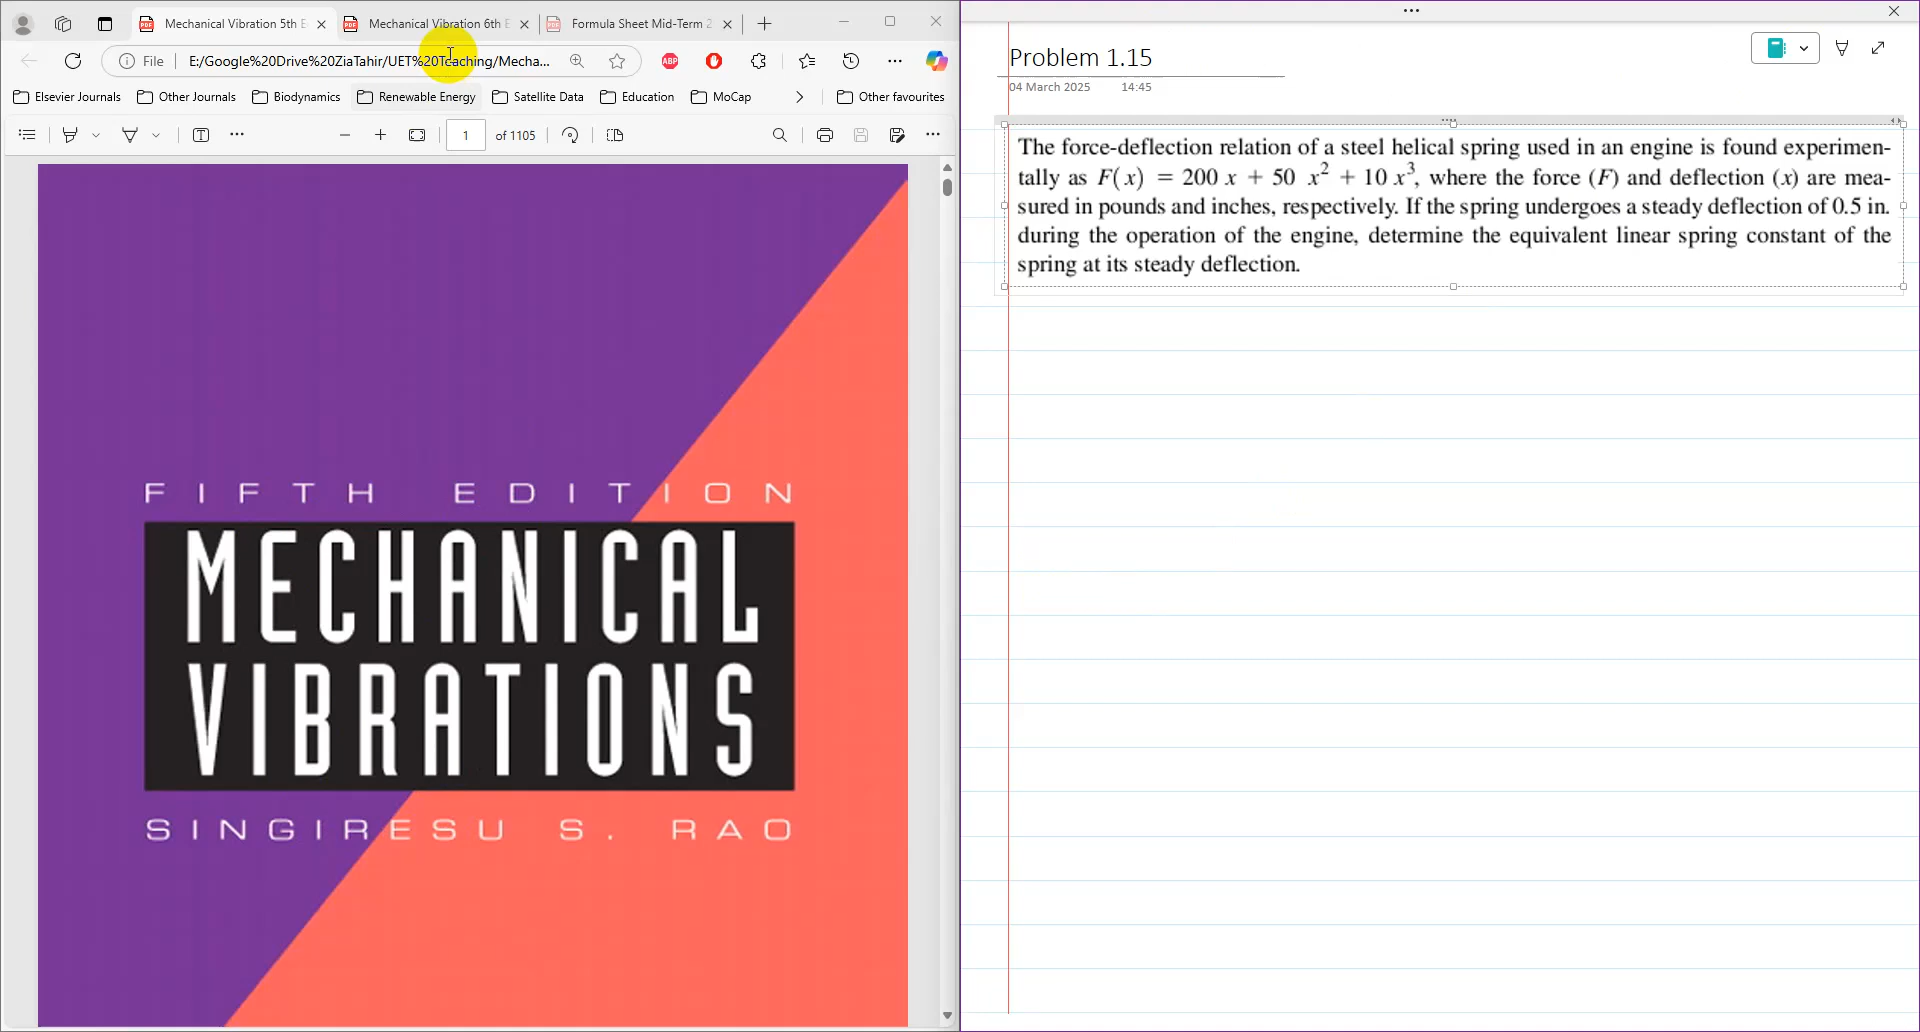 Mechanical Vibration 5th E
Mechanical Vibration 6th E
Formula Sheet Mid-Term 2
File
E:/Google%20Drive%20ZiaTahir/UET%20Teaching/Mecha...
ABP
Elsevier Journals
Other Journals
Biodynamics
Renewable Energy
Satellite Data
Education
MoCap
Other favourites
1 of 1105
FIFTH EDITION
MECHANICAL
VIBRATIONS
SINGIRESU S. RAO
Problem 1.15
04 March 2025 14:45
The force-deflection relation of a steel helical spring used in an engine is found experimen-
tally as F(x) = 200 x + 50 x² + 10 x³, where the force (F) and deflection (x) are mea-
sured in pounds and inches, respectively. If the spring undergoes a steady deflection of 0.5 in.
during the operation of the engine, determine the equivalent linear spring constant of the
spring at its steady deflection.